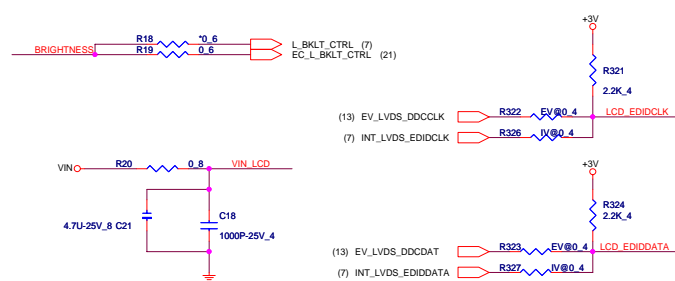 +3V
R18 *0_6 L_BKLT_CTRL (7)
BRIGHTNESS R19 0_6 EC_L_BKLT_CTRL (21)
R321
2.2K_4
(13) EV_LVDS_DDCCLK R322 EV@0_4 LCD_EDIDCLK
(7) INT_LVDS_EDIDCLK R326 IV@0_4
VIN R20 0_8 VIN_LCD
+3V
R324
2.2K_4
4.7U-25V_8 C21
C18
1000P-25V_4
(13) EV_LVDS_DDCDAT R323 EV@0_4 LCD_EDIDDATA
(7) INT_LVDS_EDIDDATA R327 IV@0_4